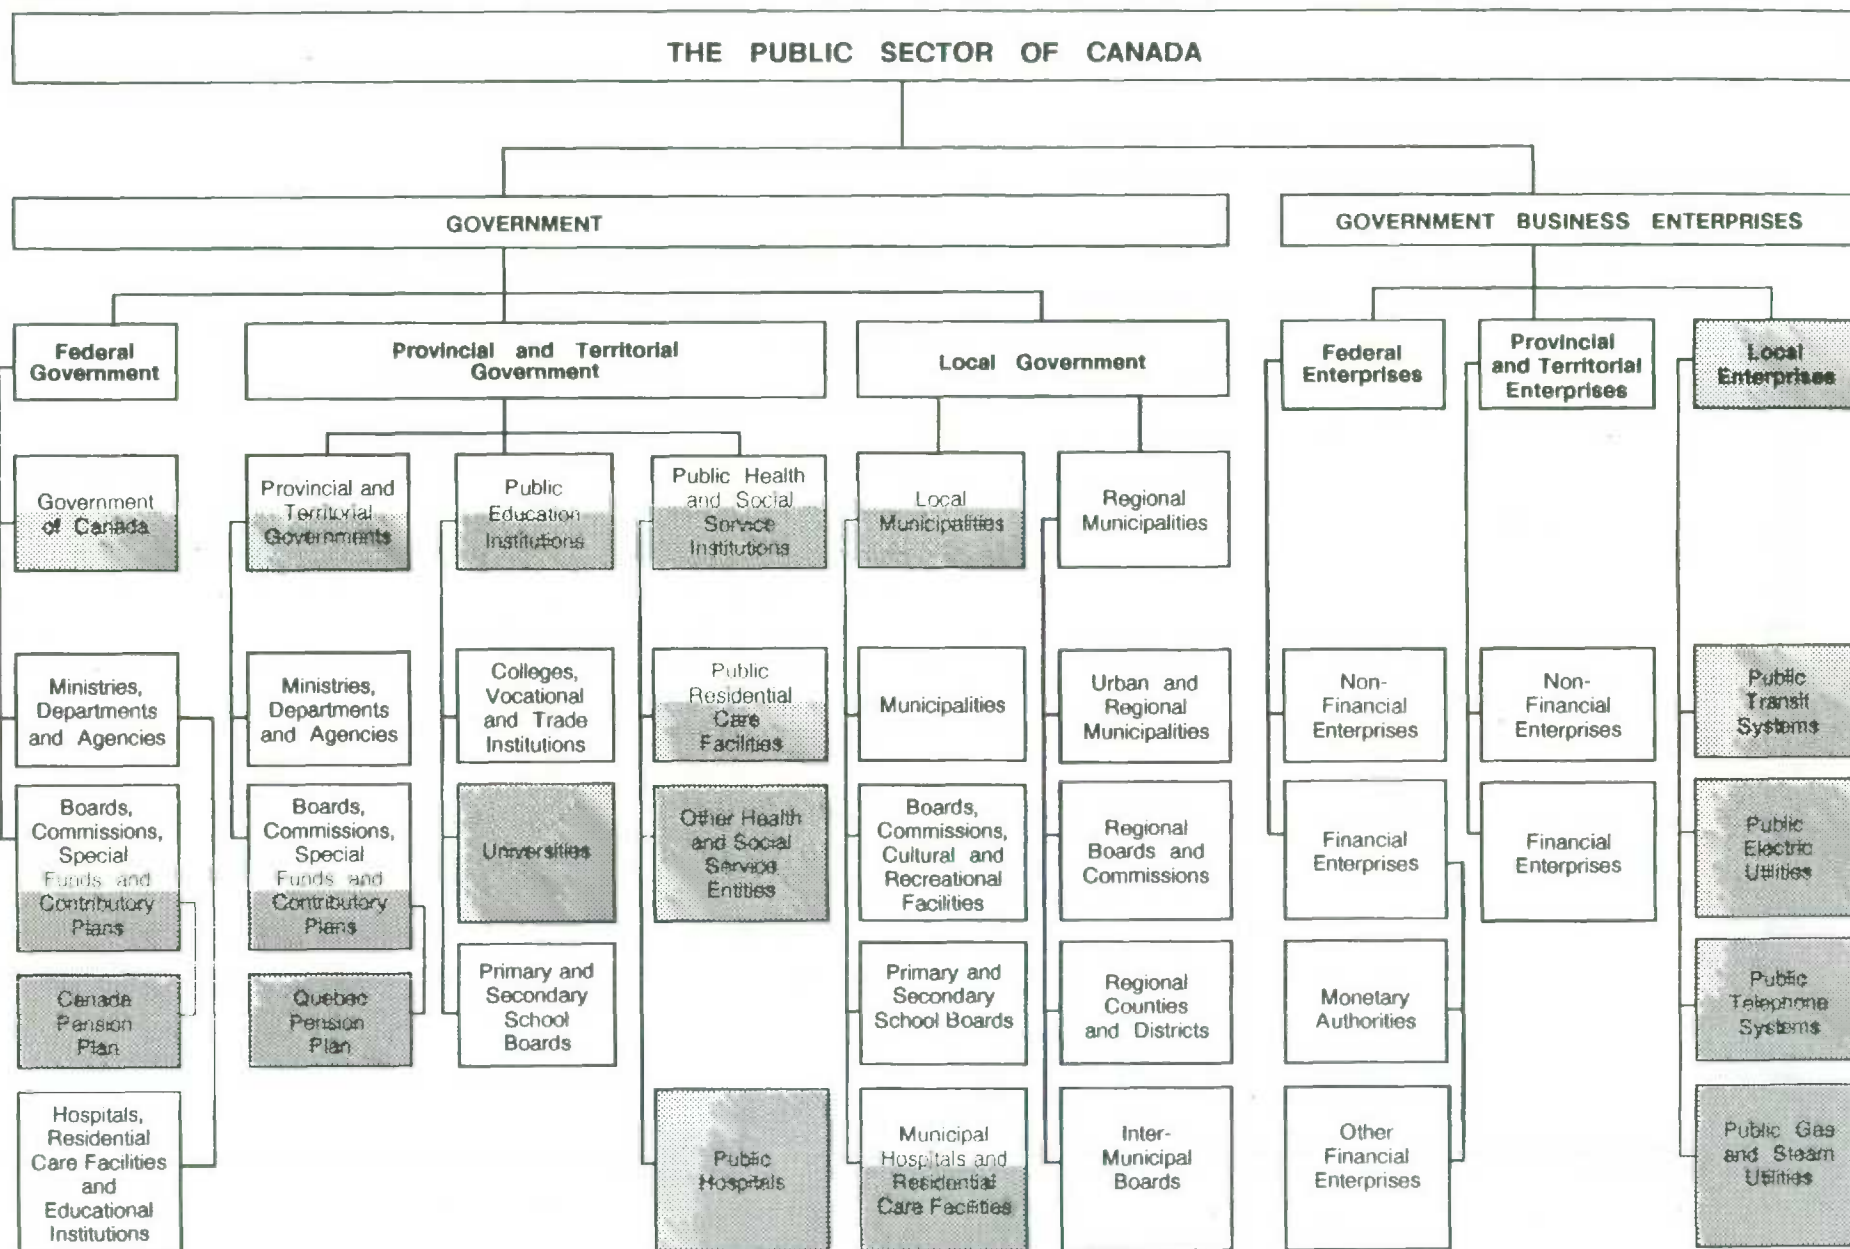 THE PUBLIC SECTOR OF CANADA
GOVERNMENT
GOVERNMENT BUSINESS ENTERPRISES
Federal
Government
Provincial and Territorial
Government
Local Government
Federal
Enterprises
Provincial
and Territorial
Enterprises
Local
Enterprises
Government
of Canada
Provincial and
Territorial
Governments
Public
Education
Institutions
Public Health
and Social
Service
Institutions
Local
Municipalities
Regional
Municipalities
Ministries,
Departments
and Agencies
Ministries,
Departments
and Agencies
Colleges,
Vocational
and Trade
Institutions
Public
Residential
Care
Facilities
Municipalities
Urban and
Regional
Municipalities
Non-
Financial
Enterprises
Non-
Financial
Enterprises
Public
Transit
Systems
Boards,
Commissions,
Special
Funds and
Contributory
Plans
Boards,
Commissions,
Special
Funds and
Contributory
Plans
Universities
Other Health
and Social
Service
Entities
Boards,
Commissions,
Cultural and
Recreational
Facilities
Regional
Boards and
Commissions
Financial
Enterprises
Financial
Enterprises
Public
Electric
Utilities
Canada
Pension
Plan
Quebec
Pension
Plan
Primary and
Secondary
School
Boards
Primary and
Secondary
School Boards
Regional
Counties
and Districts
Monetary
Authorities
Public
Telephone
Systems
Hospitals,
Residential
Care Facilities
and
Educational
Institutions
Public
Hospitals
Municipal
Hospitals and
Residential
Care Facilities
Inter-
Municipal
Boards
Other
Financial
Enterprises
Public Gas
and Steam
Utilities